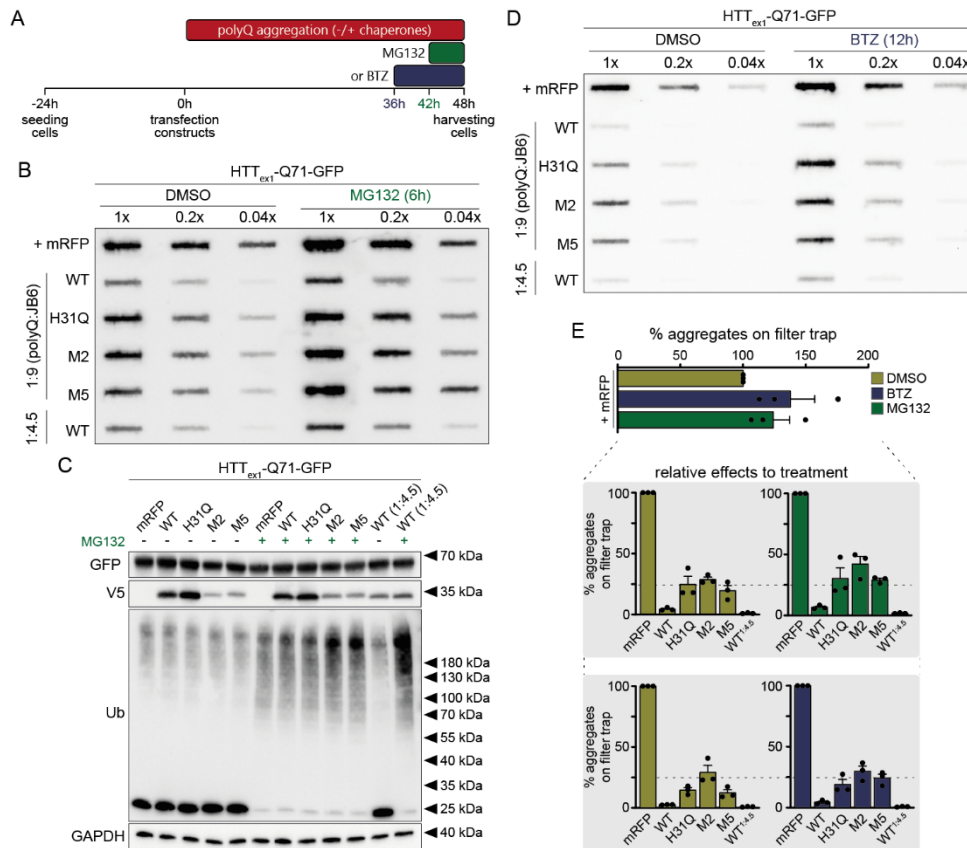 A
polyQ aggregation (-/+ chaperones)
MG132
or BTZ
-24h 0h 36h 42h 48h
seeding cells
transfection constructs
harvesting cells
B
HTTex1-Q71-GFP
DMSO MG132 (6h)
1x 0.2x 0.04x 1x 0.2x 0.04x
+ mRFP
1:9 (polyQ:JB6)
WT
H31Q
M2
M5
1:4.5
WT
C
HTTex1-Q71-GFP
mRFP WT H31Q M2 M5 mRFP WT H31Q M2 M5 WT (1:4.5) WT (1:4.5)
MG132 - - - - - + + + + + - +
GFP
70 kDa
V5
35 kDa
Ub
180 kDa
130 kDa
100 kDa
70 kDa
55 kDa
40 kDa
35 kDa
25 kDa
GAPDH
40 kDa
D
HTTex1-Q71-GFP
DMSO BTZ (12h)
1x 0.2x 0.04x 1x 0.2x 0.04x
+ mRFP
1:9 (polyQ:JB6)
WT
H31Q
M2
M5
1:4.5
WT
E
% aggregates on filter trap
0 50 100 150 200
+ mRFP
DMSO
BTZ
MG132
relative effects to treatment
% aggregates
on filter trap
100
50
0
mRFP WT H31Q M2 M5 WT1:4.5
100
50
0
mRFP WT H31Q M2 M5 WT1:4.5
% aggregates
on filter trap
100
50
0
mRFP WT H31Q M2 M5 WT1:4.5
100
50
0
mRFP WT H31Q M2 M5 WT1:4.5